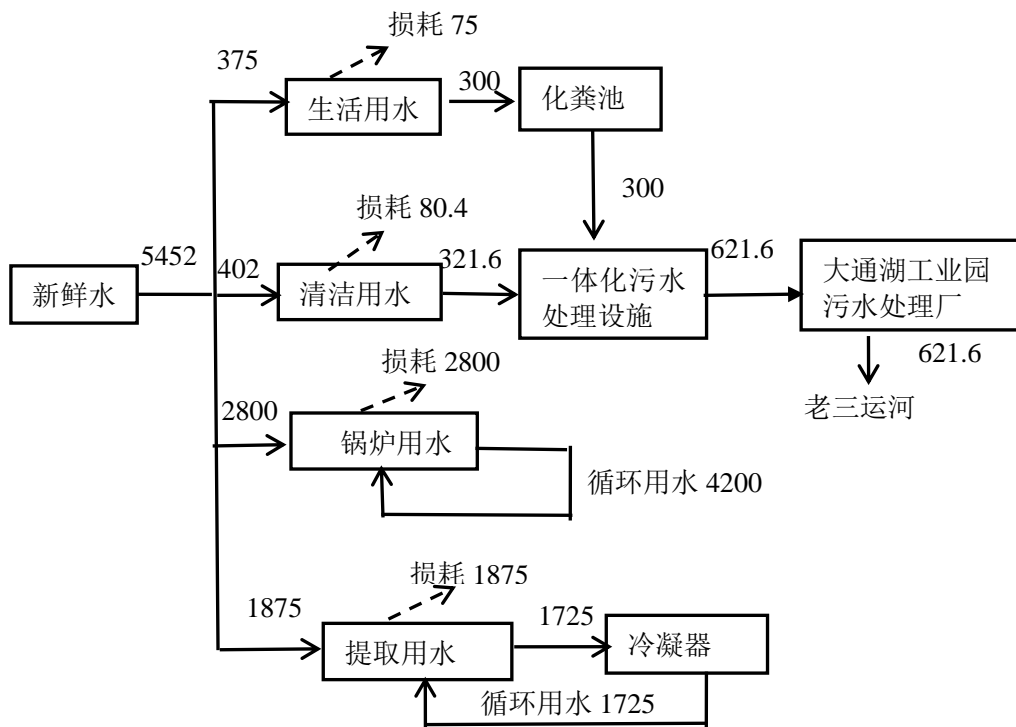 损耗 75
375
生活用水
300
化粪池
300
损耗 80.4
新鲜水
5452
402
清洁用水
321.6
一体化污水
处理设施
621.6
大通湖工业园
污水处理厂
621.6
老三运河
损耗 2800
2800
锅炉用水
循环用水 4200
损耗 1875
1875
提取用水
1725
冷凝器
循环用水 1725